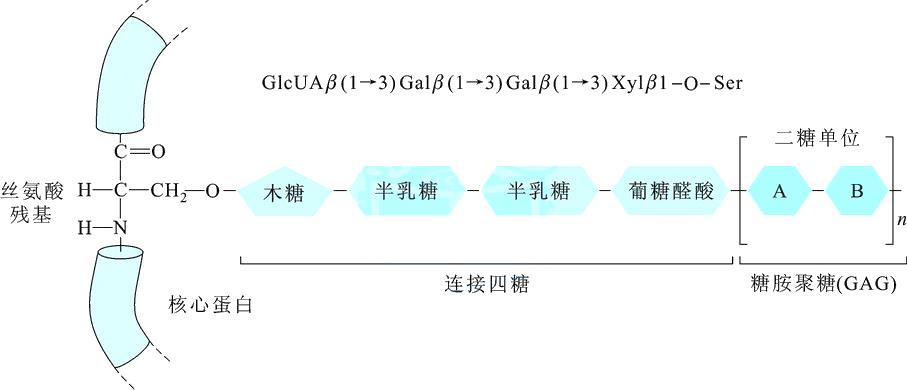 GlcUAβ(1→3)Galβ(1→3)Galβ(1→3)Xylβ1-O-Ser
二糖单位
C=O
丝氨酸
残基
H-C-CH₂-O-
木糖
半乳糖
半乳糖
葡糖醛酸
A
B
n
H-N
连接四糖
糖胺聚糖(GAG)
核心蛋白